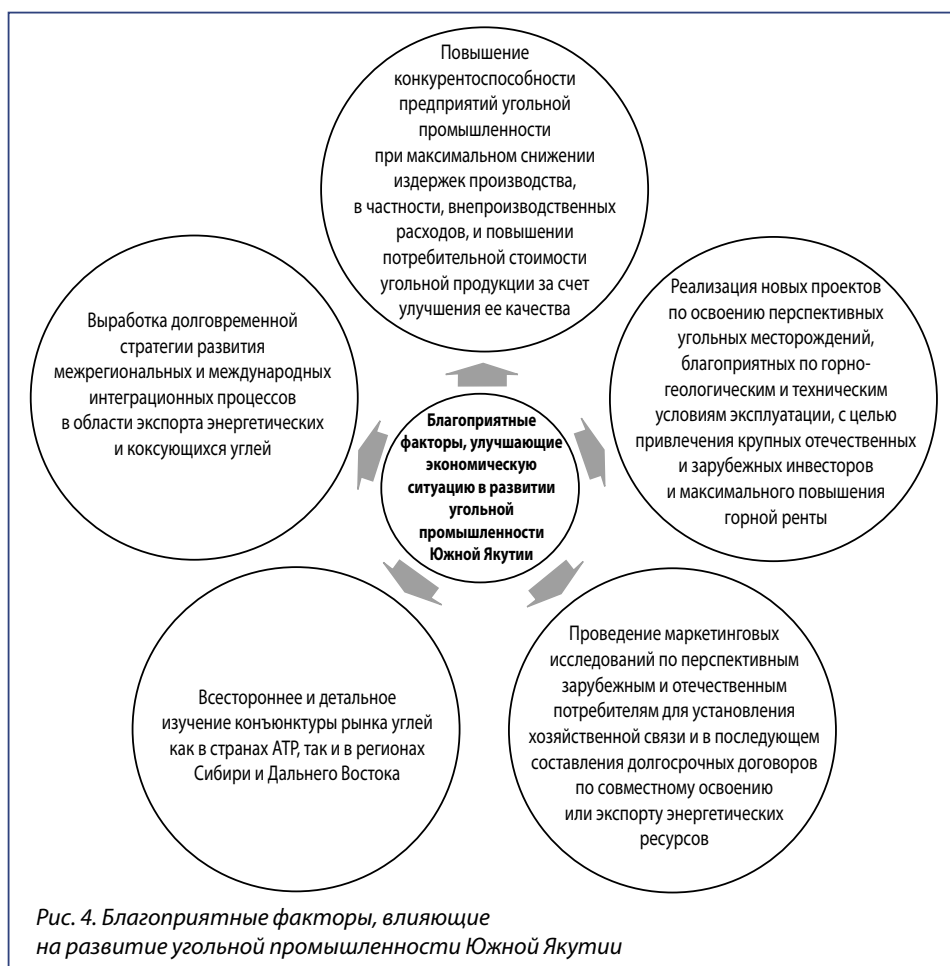 Повышение
конкурентоспособности
предприятий угольной
промышленности
при максимальном снижении
издержек производства,
в частности, внепроизводственных
расходов, и повышении
потребительной стоимости
угольной продукции за счет
улучшения ее качества
Выработка долговременной
стратегии развития
межрегиональных и международных
интеграционных процессов
в области экспорта энергетических
и коксующихся углей
Реализация новых проектов
по освоению перспективных
угольных месторождений,
благоприятных по горно-
геологическим и техническим
условиям эксплуатации, с целью
привлечения крупных отечественных
и зарубежных инвесторов
и максимального повышения
горной ренты
Благоприятные
факторы, улучшающие
экономическую
ситуацию в развитии
угольной
промышленности
Южной Якутии
Всестороннее и детальное
изучение конъюнктуры рынка углей
как в странах АТР, так и в регионах
Сибири и Дальнего Востока
Проведение маркетинговых
исследований по перспективным
зарубежным и отечественным
потребителям для установления
хозяйственной связи и в последующем
составления долгосрочных договоров
по совместному освоению
или экспорту энергетических
ресурсов
Рис. 4. Благоприятные факторы, влияющие
на развитие угольной промышленности Южной Якутии